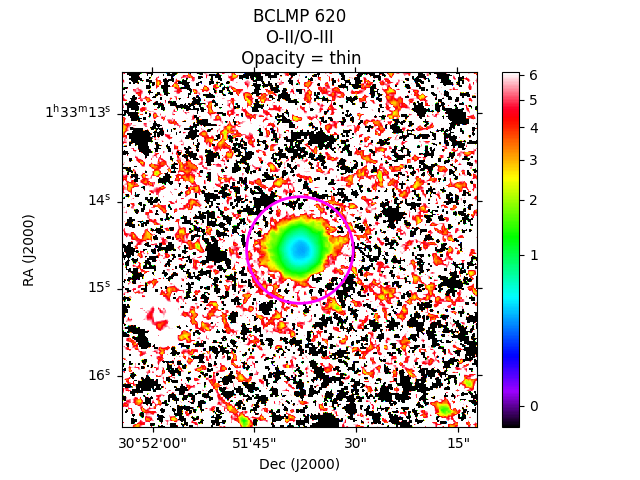 BCLMP 620
O-II/O-III
Opacity = thin
1ʰ33ᵐ13ˢ
14ˢ
15ˢ
16ˢ
RA (J2000)
30°52'00"
51'45"
30"
15"
Dec (J2000)
6
5
4
3
2
1
0